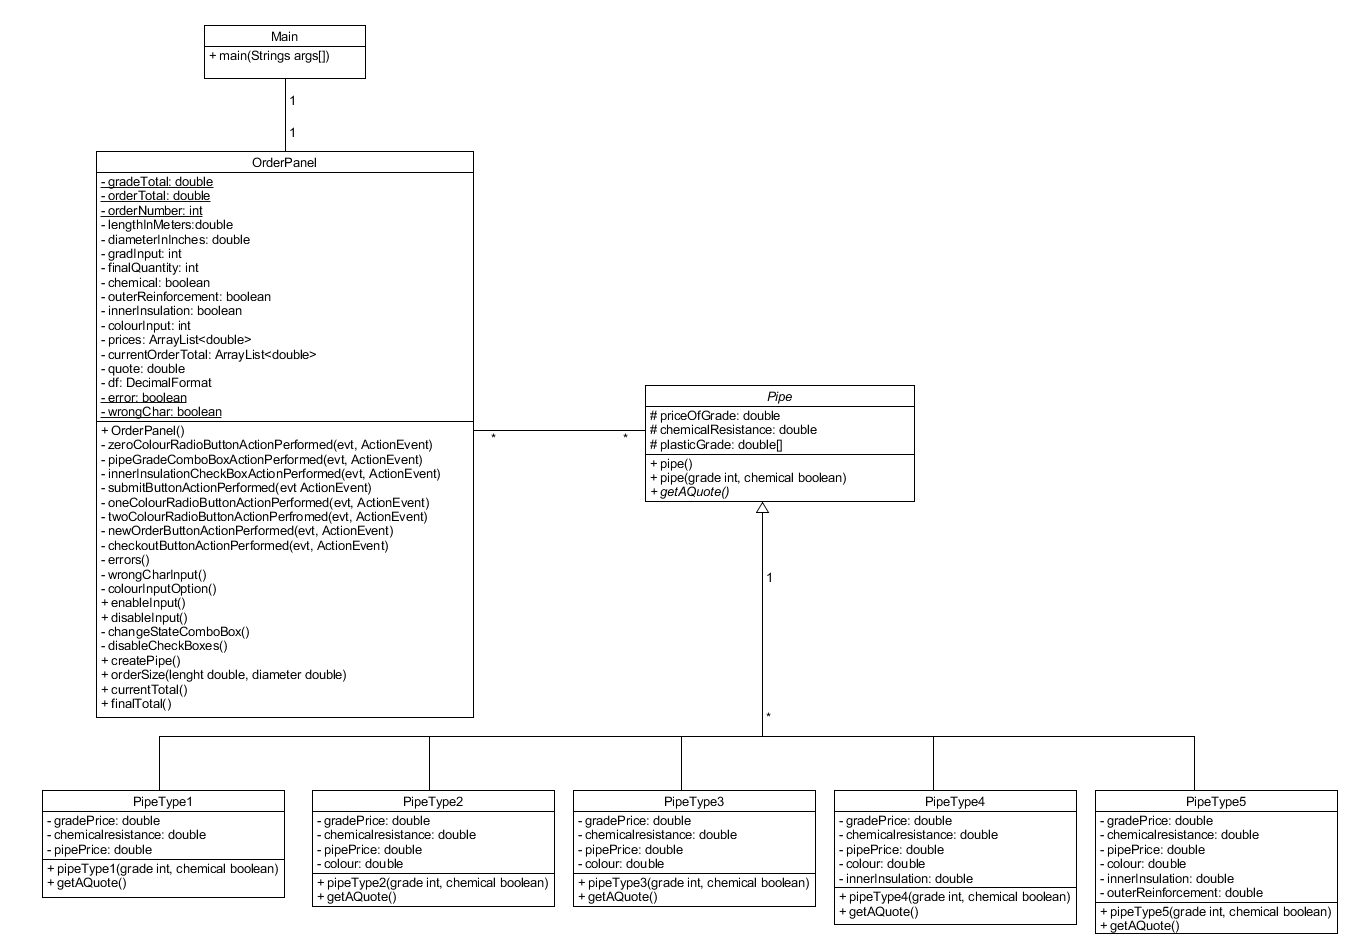 Main
+ main(Strings args[])
1
1
OrderPanel
- gradeTotal: double
- orderTotal: double
- orderNumber: int
- lengthInMeters:double
- diameterInInches: double
- gradInput: int
- finalQuantity: int
- chemical: boolean
- outerReinforcement: boolean
- innerInsulation: boolean
- colourInput: int
- prices: ArrayList<double>
- currentOrderTotal: ArrayList<double>
- quote: double
- df: DecimalFormat
- error: boolean
- wrongChar: boolean
+ OrderPanel()
- zeroColourRadioButtonActionPerformed(evt, ActionEvent)
- pipeGradeComboBoxActionPerformed(evt, ActionEvent)
- innerInsulationCheckBoxActionPerformed(evt, ActionEvent)
- submitButtonActionPerformed(evt ActionEvent)
- oneColourRadioButtonActionPerformed(evt, ActionEvent)
- twoColourRadioButtonActionPerfromed(evt, ActionEvent)
- newOrderButtonActionPerformed(evt, ActionEvent)
- checkoutButtonActionPerformed(evt, ActionEvent)
- errors()
- wrongCharInput()
- colourInputOption()
+ enableInput()
+ disableInput()
- changeStateComboBox()
- disableCheckBoxes()
+ createPipe()
+ orderSize(lenght double, diameter double)
+ currentTotal()
+ finalTotal()
* *
Pipe
# priceOfGrade: double
# chemicalResistance: double
# plasticGrade: double[]
+ pipe()
+ pipe(grade int, chemical boolean)
+ getAQuote()
1
*
PipeType1
- gradePrice: double
- chemicalresistance: double
- pipePrice: double
+ pipeType1(grade int, chemical boolean)
+ getAQuote()
PipeType2
- gradePrice: double
- chemicalresistance: double
- pipePrice: double
- colour: double
+ pipeType2(grade int, chemical boolean)
+ getAQuote()
PipeType3
- gradePrice: double
- chemicalresistance: double
- pipePrice: double
- colour: double
+ pipeType3(grade int, chemical boolean)
+ getAQuote()
PipeType4
- gradePrice: double
- chemicalresistance: double
- pipePrice: double
- colour: double
- innerInsulation: double
+ pipeType4(grade int, chemical boolean)
+ getAQuote()
PipeType5
- gradePrice: double
- chemicalresistance: double
- pipePrice: double
- colour: double
- innerInsulation: double
- outerReinforcement: double
+ pipeType5(grade int, chemical boolean)
+ getAQuote()